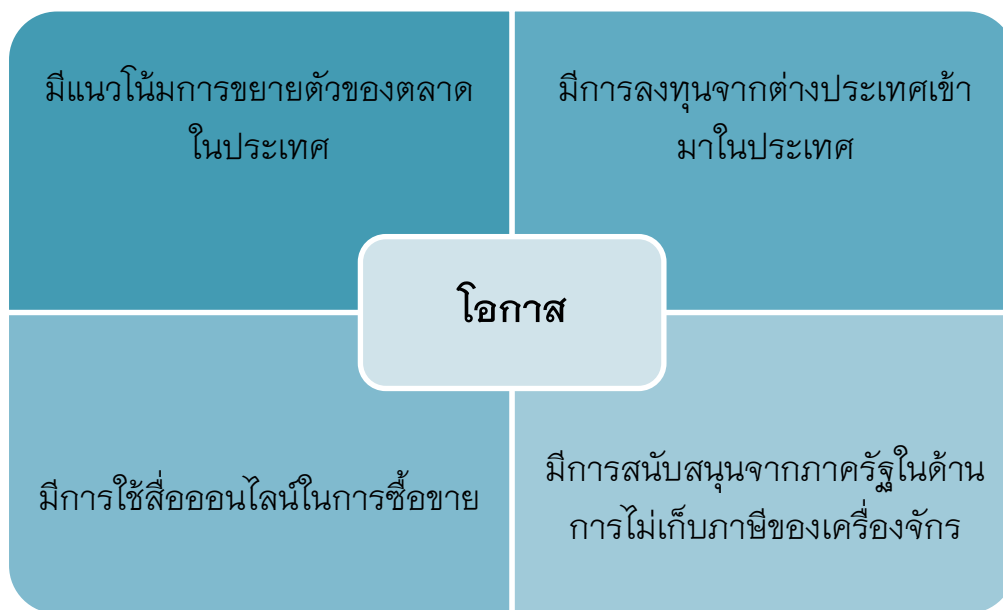 มีแนวโน้มการขยายตัวของตลาด
ในประเทศ
มีการลงทุนจากต่างประเทศเข้า
มาในประเทศ
โอกาส
มีการใช้สื่อออนไลน์ในการซื้อขาย
มีการสนับสนุนจากภาครัฐในด้าน
การไม่เก็บภาษีของเครื่องจักร